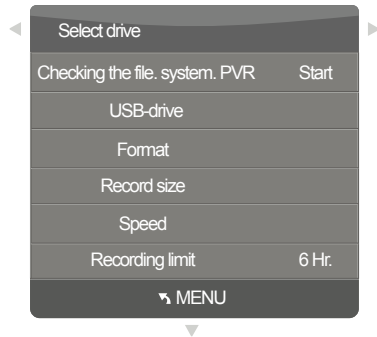 Select drive
Checking the file. system. PVR Start
USB-drive
Format
Record size
Speed
Recording limit 6 Hr.
MENU